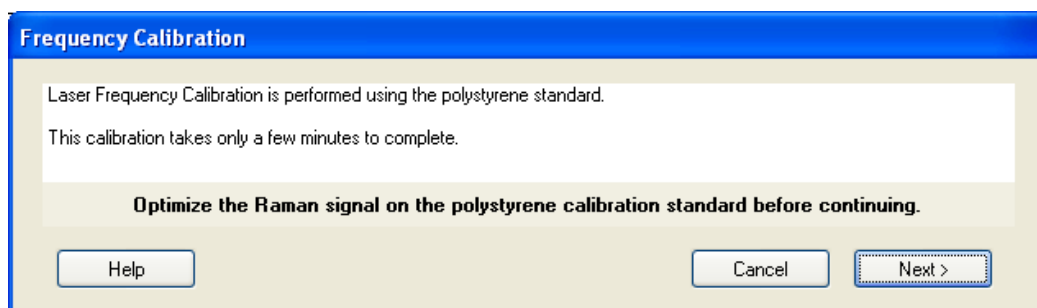 Frequency Calibration
Laser Frequency Calibration is performed using the polystyrene standard.
This calibration takes only a few minutes to complete.
Optimize the Raman signal on the polystyrene calibration standard before continuing.
Help
Cancel
Next >